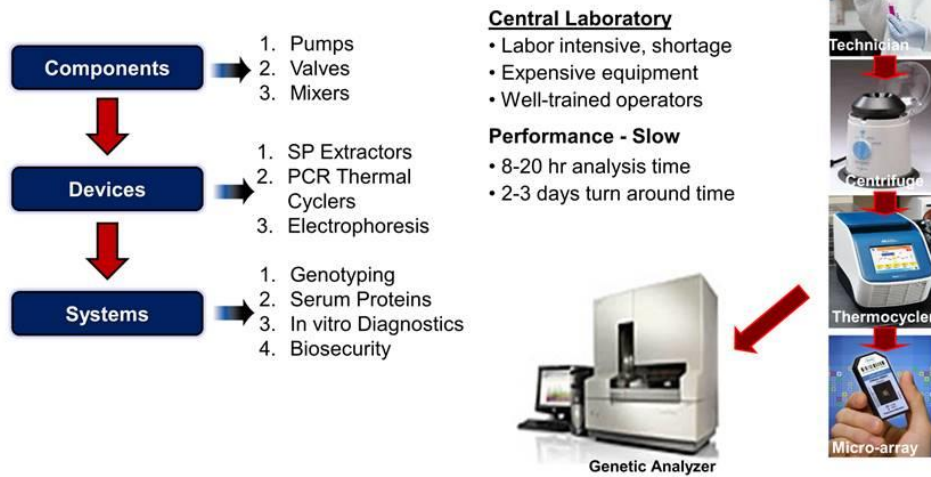 Components
1. Pumps
2. Valves
3. Mixers
Devices
1. SP Extractors
2. PCR Thermal
Cyclers
3. Electrophoresis
Systems
1. Genotyping
2. Serum Proteins
3. In vitro Diagnostics
4. Biosecurity
Central Laboratory
• Labor intensive, shortage
• Expensive equipment
• Well-trained operators
Performance - Slow
• 8-20 hr analysis time
• 2-3 days turn around time
Genetic Analyzer
Technician
Centrifuge
Thermocycler
Micro-array